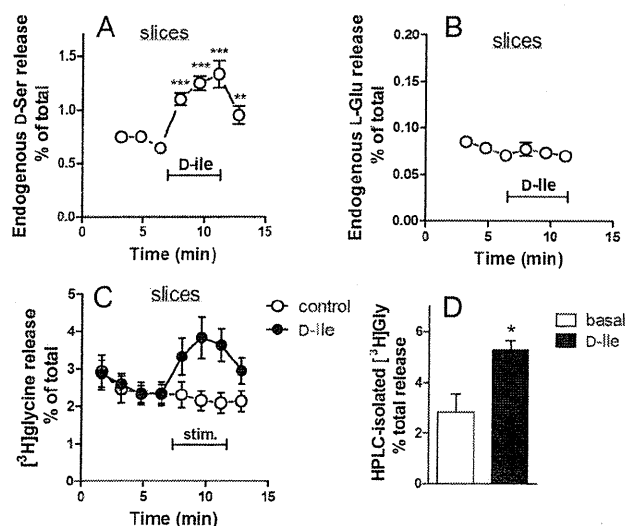 A
slices
Endogenous D-Ser release
% of total
1.5
1.0
0.5
0.0
*** *** *** **
D-Ile
0 5 10 15
Time (min)
B
slices
Endogenous L-Glu release
% of total
0.20
0.15
0.10
0.05
0.00
D-Ile
0 5 10 15
Time (min)
C
slices
[³H]glycine release
% of total
5
4
3
2
1
0
control
D-Ile
stim.
0 5 10 15
Time (min)
D
HPLC-isolated [³H]Gly
% total release
6
4
2
0
*
basal
D-Ile